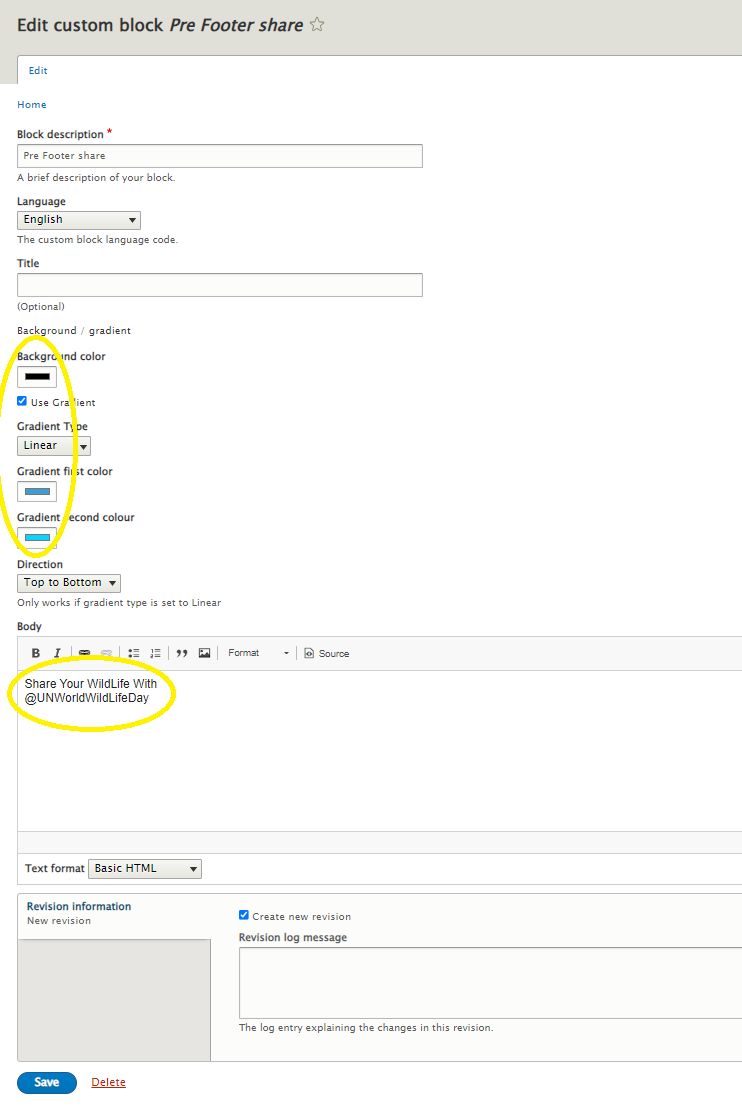 Edit custom block Pre Footer share
Edit
Home
Block description *
Pre Footer share
A brief description of your block.
Language
English
The custom block language code.
Title
(Optional)
Background / gradient
Background color
Use Gradient
Gradient Type
Linear
Gradient first color
Gradient second colour
Direction
Top to Bottom
Only works if gradient type is set to Linear
Body
B I Format Source
Share Your WildLife With
@UNWorldWildLifeDay
Text format Basic HTML
Revision information
New revision
Create new revision
Revision log message
The log entry explaining the changes in this revision.
Save Delete